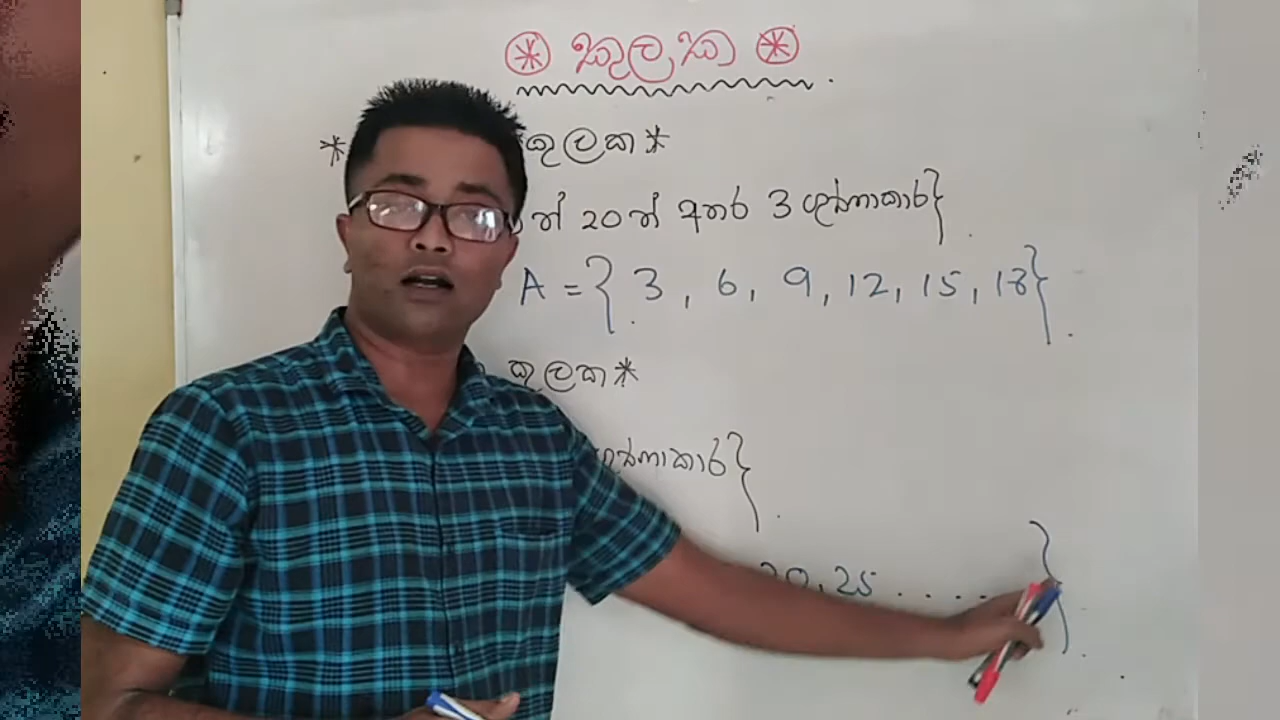 කුලක
කුලක*
ත් 20ත් අතර 3 ගුණාකාර}
A = { 3 , 6, 9, 12, 15, 18}
කුලක*
ගුණාකාර}
20, 25 . . . . }